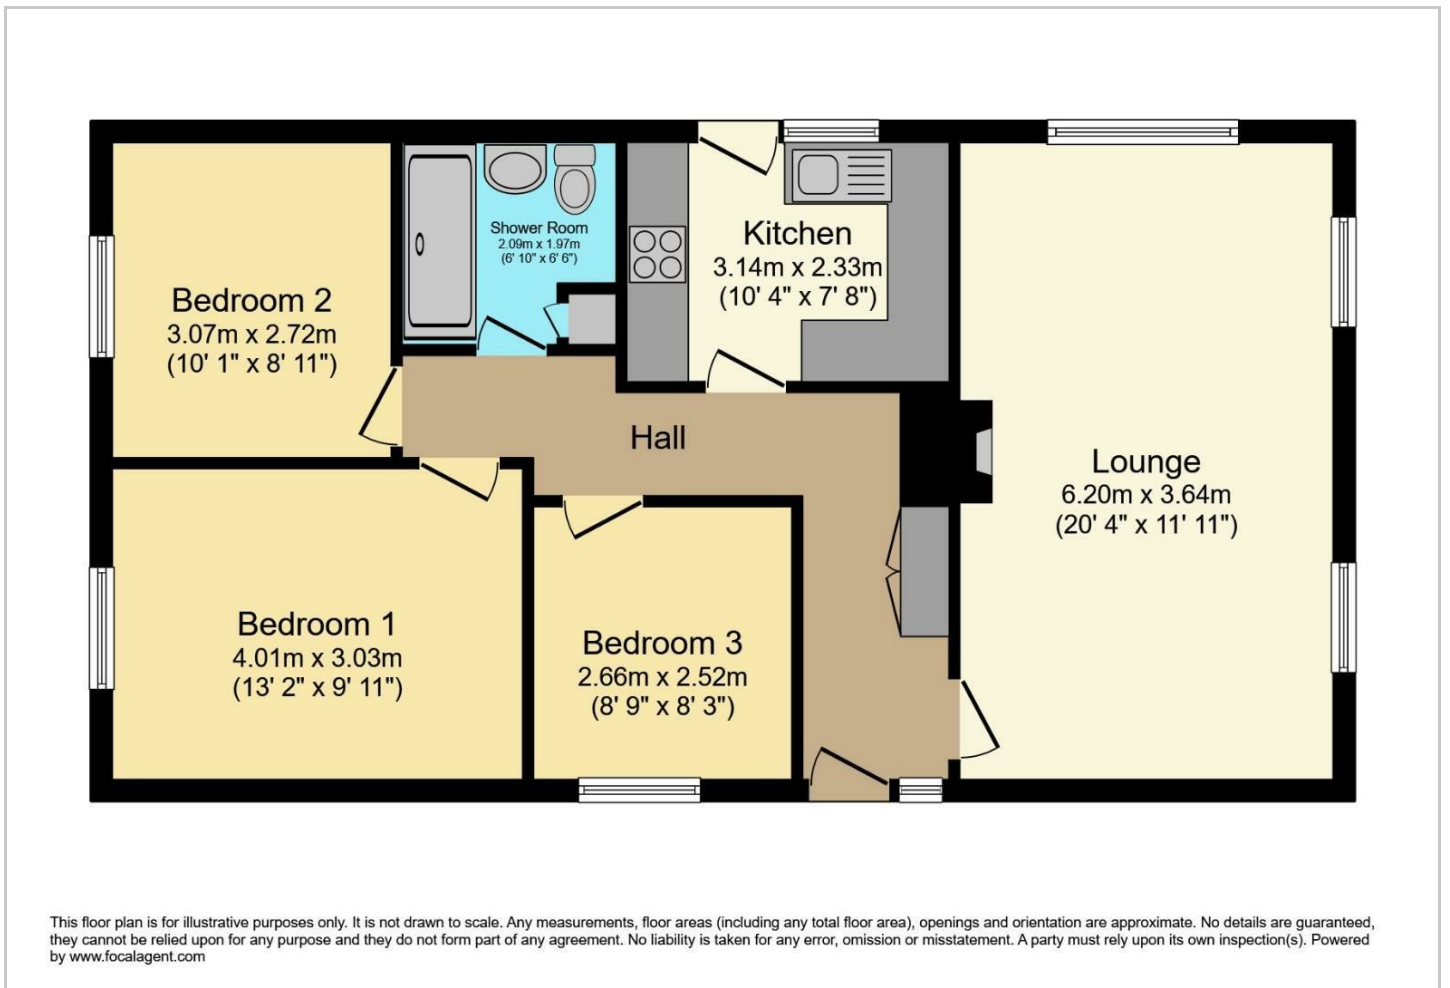 Shower Room
2.09m x 1.97m
(6' 10" x 6' 6")
Kitchen
3.14m x 2.33m
(10' 4" x 7' 8")
Bedroom 2
3.07m x 2.72m
(10' 1" x 8' 11")
Hall
Lounge
6.20m x 3.64m
(20' 4" x 11' 11")
Bedroom 1
4.01m x 3.03m
(13' 2" x 9' 11")
Bedroom 3
2.66m x 2.52m
(8' 9" x 8' 3")
This floor plan is for illustrative purposes only. It is not drawn to scale. Any measurements, floor areas (including any total floor area), openings and orientation are approximate. No details are guaranteed,
they cannot be relied upon for any purpose and they do not form part of any agreement. No liability is taken for any error, omission or misstatement. A party must rely upon its own inspection(s). Powered
by www.focalagent.com